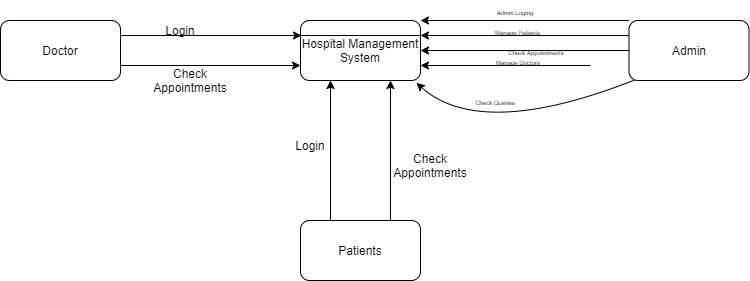 Admin Loging
Login
Manage Patients
Doctor
Hospital Management
System
Check Appointments
Admin
Manage Doctors
Check
Appointments
Check Queries
Login
Check
Appointments
Patients